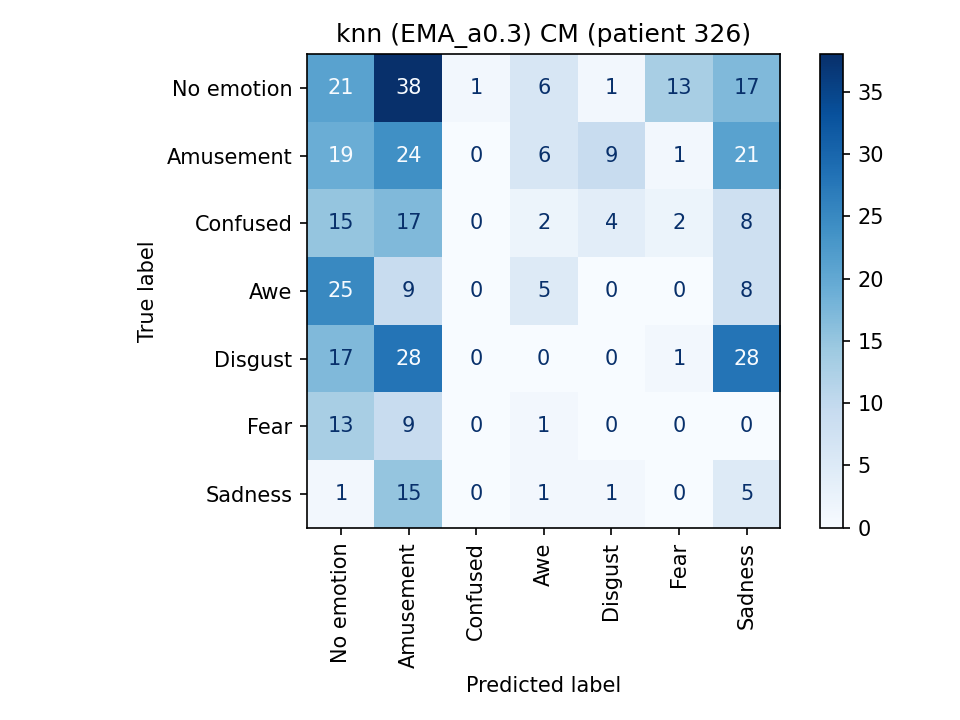 knn (EMA_a0.3) CM (patient 326)
True label
No emotion 21 38 1 6 1 13 17
Amusement 19 24 0 6 9 1 21
Confused 15 17 0 2 4 2 8
Awe 25 9 0 5 0 0 8
Disgust 17 28 0 0 0 1 28
Fear 13 9 0 1 0 0 0
Sadness 1 15 0 1 1 0 5
No emotion
Amusement
Confused
Awe
Disgust
Fear
Sadness
Predicted label
35
30
25
20
15
10
5
0